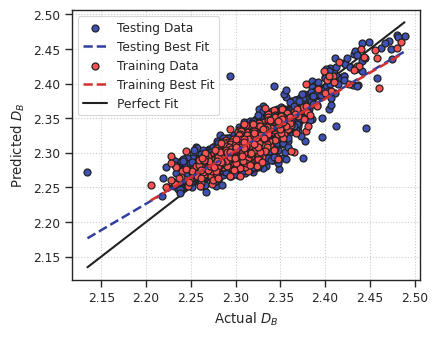 2.50
2.45
2.40
2.35
2.30
2.25
2.20
2.15
Predicted D_B
Testing Data
Testing Best Fit
Training Data
Training Best Fit
Perfect Fit
2.15 2.20 2.25 2.30 2.35 2.40 2.45 2.50
Actual D_B